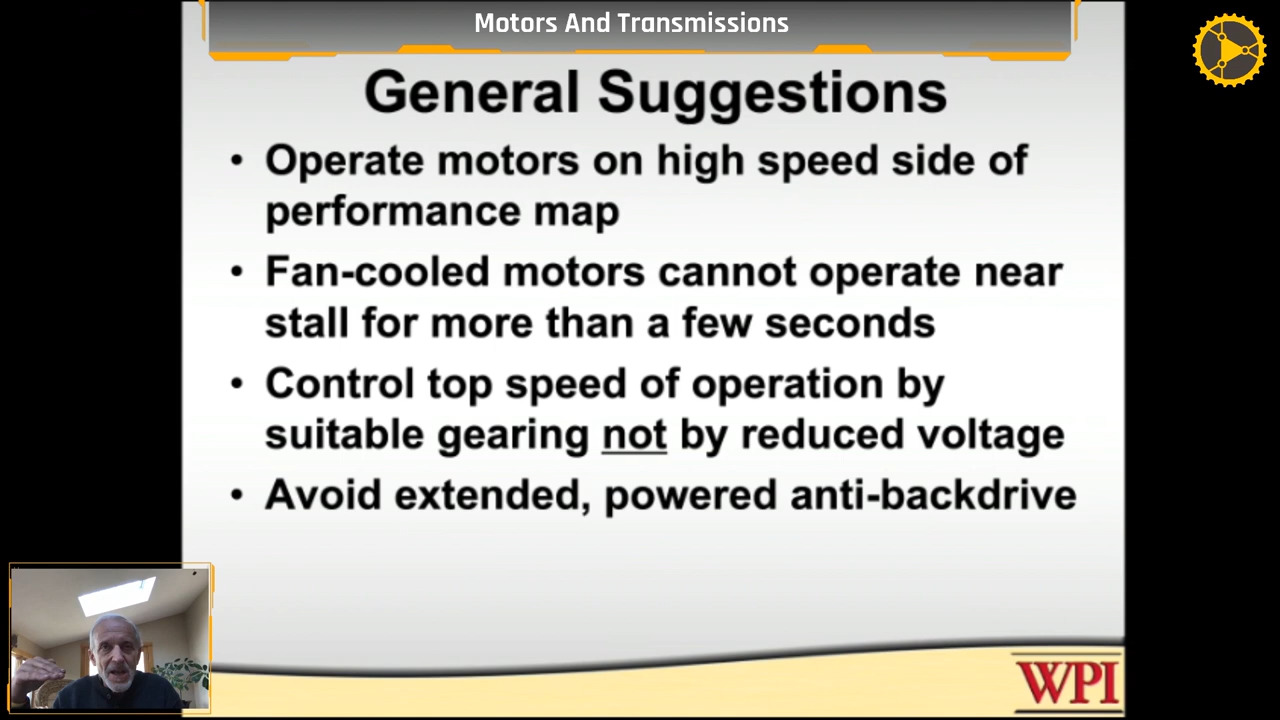 Motors And Transmissions
General Suggestions
• Operate motors on high speed side of
performance map
• Fan-cooled motors cannot operate near
stall for more than a few seconds
• Control top speed of operation by
suitable gearing not by reduced voltage
• Avoid extended, powered anti-backdrive
WPI